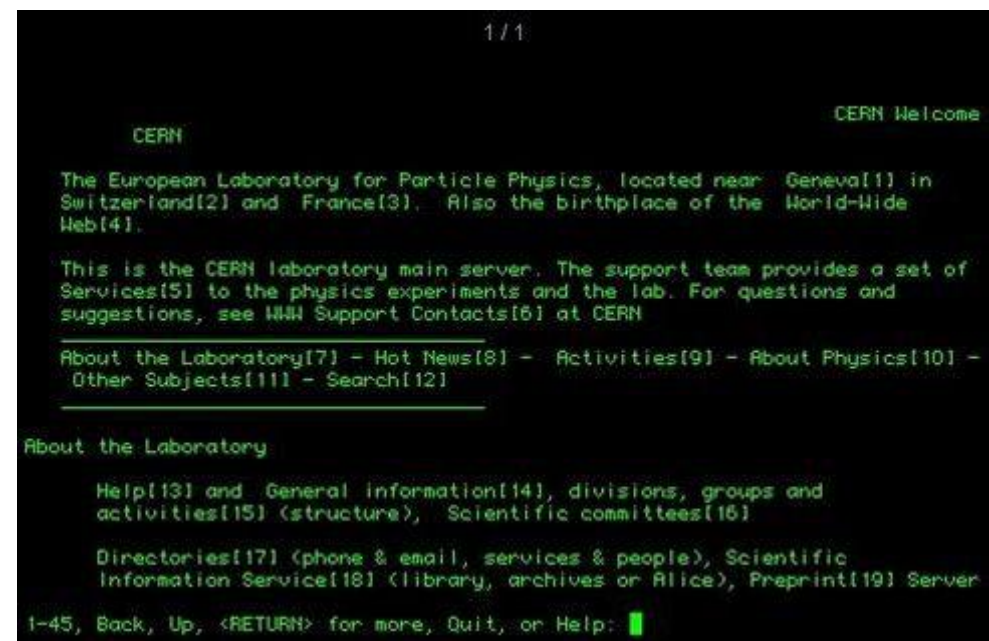 1/1
CERN Welcome
CERN
The European Laboratory for Particle Physics, located near Geneva[1] in
Switzerland[2] and France[3]. Also the birthplace of the World-Wide
Web[4].
This is the CERN laboratory main server. The support team provides a set of
Services[5] to the physics experiments and the lab. For questions and
suggestions, see WWW Support Contacts[6] at CERN
About the Laboratory[7] - Hot News[8] - Activities[9] - About Physics[10] -
Other Subjects[11] - Search[12]
About the Laboratory
Help[13] and General information[14], divisions, groups and
activities[15] (structure), Scientific committees[16]
Directories[17] (phone & email, services & people), Scientific
Information Service[18] (library, archives or Alice), Preprint[19] Server
1-45, Back, Up, <RETURN> for more, Quit, or Help: